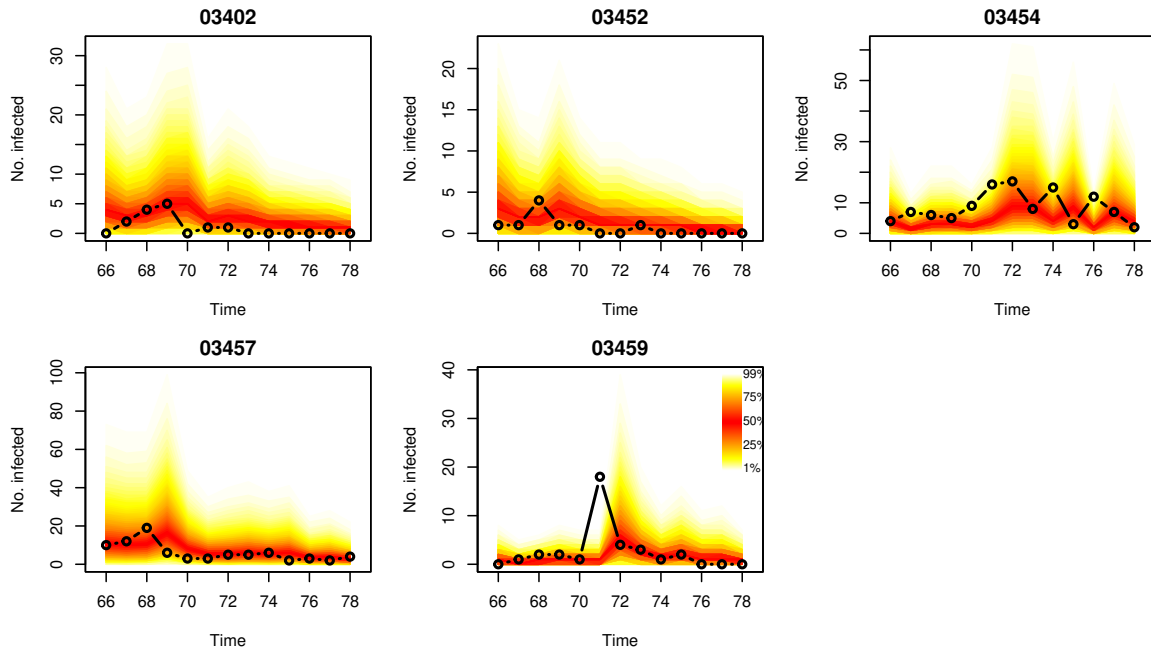 03402
No. infected
0 5 10 20 30
66 68 70 72 74 76 78
Time
03452
No. infected
0 5 10 15 20
66 68 70 72 74 76 78
Time
03454
No. infected
0 10 30 50
66 68 70 72 74 76 78
Time
03457
No. infected
0 20 40 60 80 100
66 68 70 72 74 76 78
Time
03459
No. infected
0 10 20 30 40
66 68 70 72 74 76 78
Time
99%
75%
50%
25%
1%